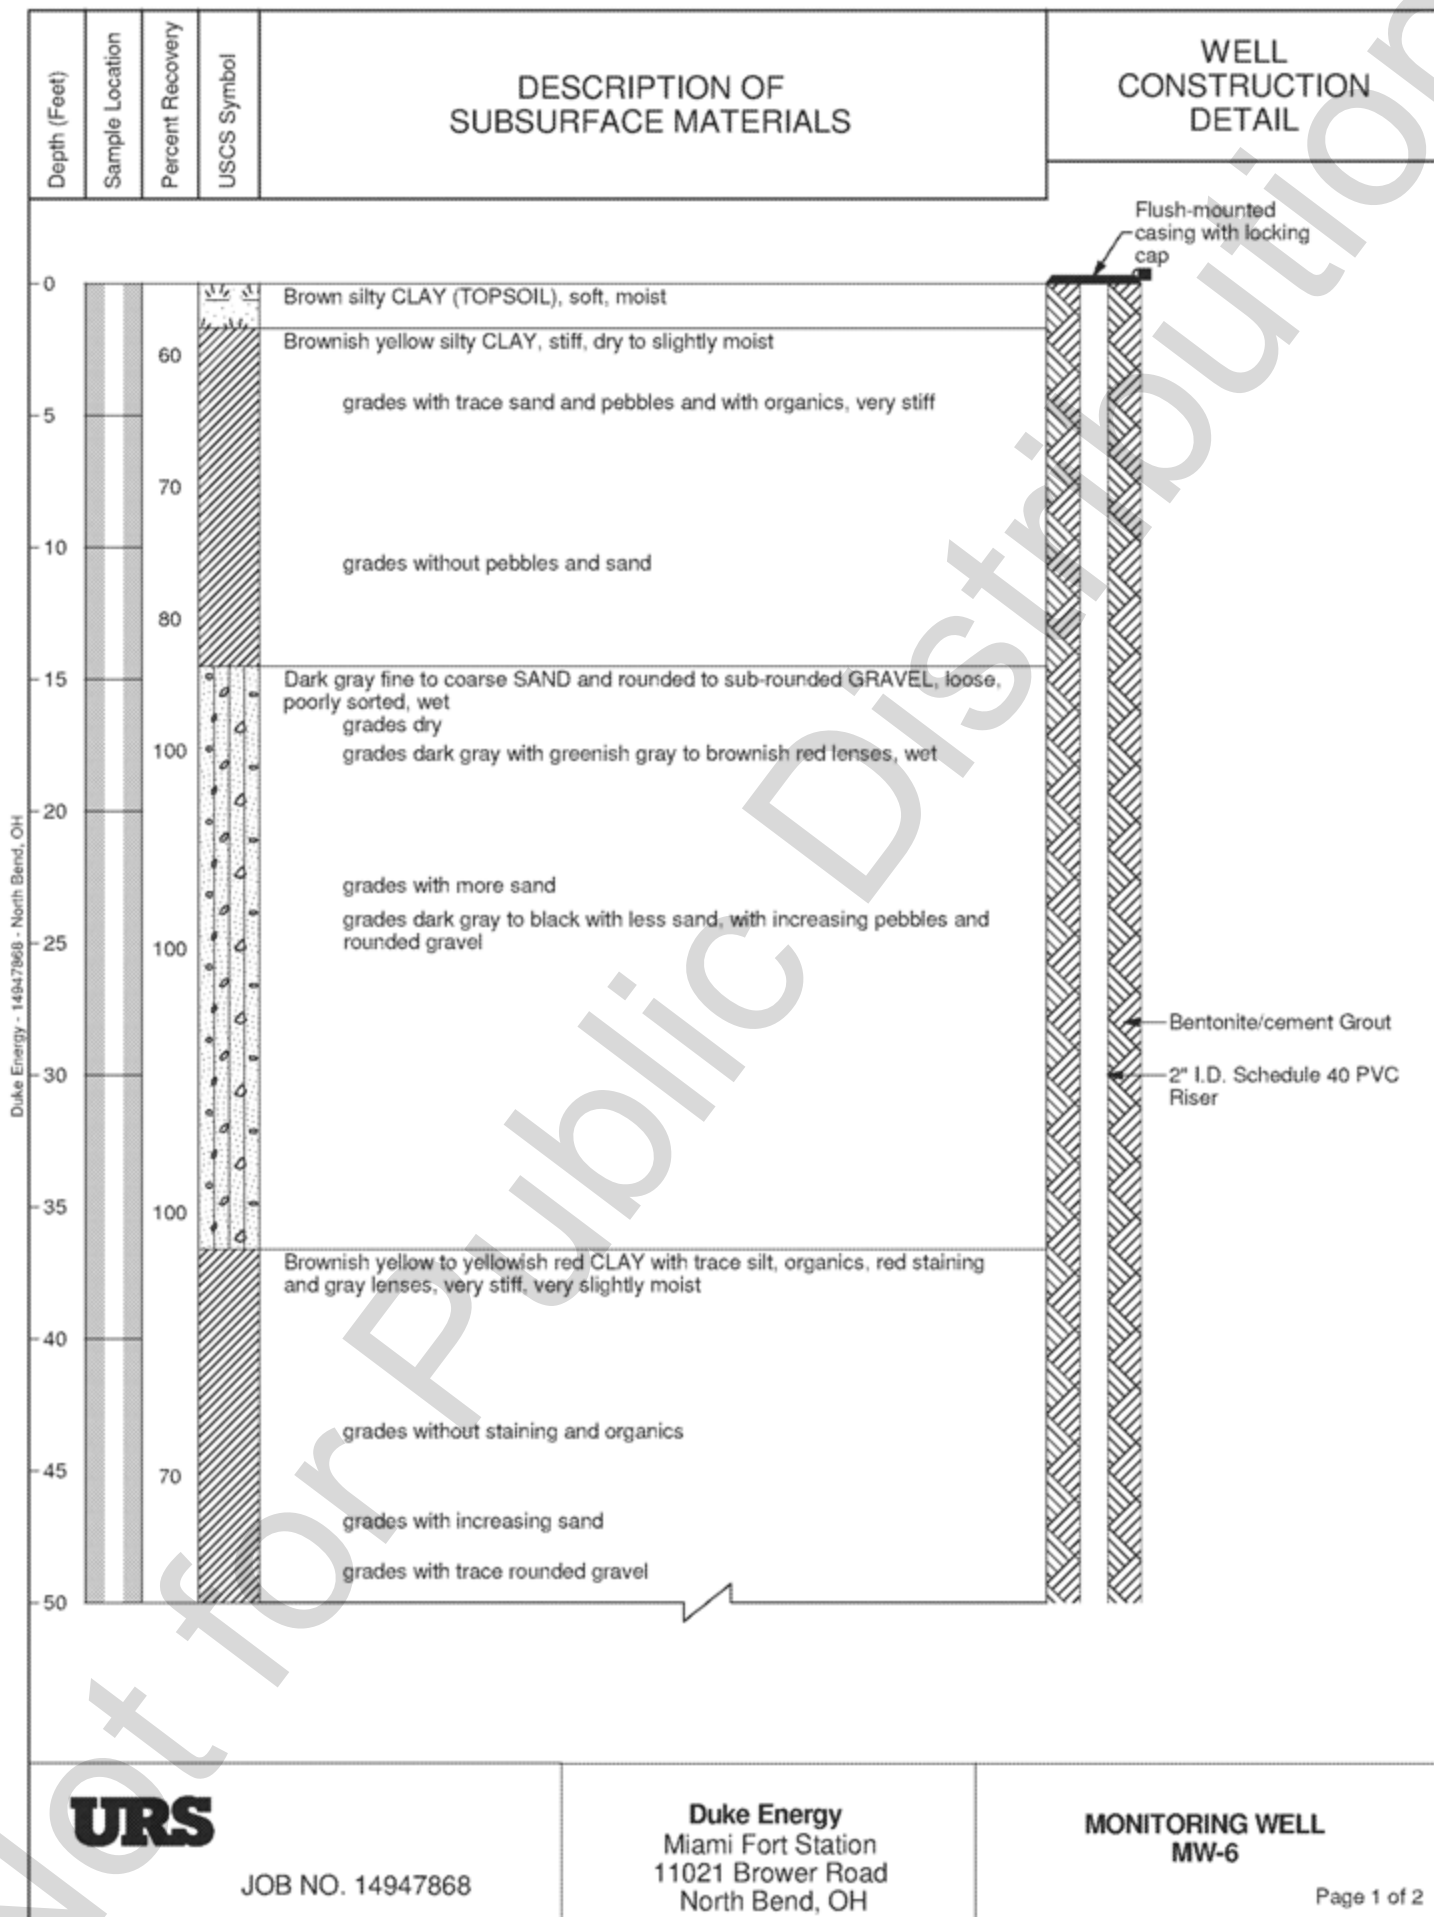 Depth (Feet)
Sample Location
Percent Recovery
USCS Symbol
DESCRIPTION OF
SUBSURFACE MATERIALS
WELL
CONSTRUCTION
DETAIL
Flush-mounted
casing with locking
cap
0
Brown silty CLAY (TOPSOIL), soft, moist
Brownish yellow silty CLAY, stiff, dry to slightly moist
60
grades with trace sand and pebbles and with organics, very stiff
5
70
10
grades without pebbles and sand
80
15
Dark gray fine to coarse SAND and rounded to sub-rounded GRAVEL, loose,
poorly sorted, wet
grades dry
100
grades dark gray with greenish gray to brownish red lenses, wet
20
grades with more sand
grades dark gray to black with less sand, with increasing pebbles and
rounded gravel
25
100
Bentonite/cement Grout
30
2" I.D. Schedule 40 PVC
Riser
35
100
Brownish yellow to yellowish red CLAY with trace silt, organics, red staining
and gray lenses, very stiff, very slightly moist
40
grades without staining and organics
45
70
grades with increasing sand
grades with trace rounded gravel
50
Duke Energy - 14947868 - North Bend, OH
URS
JOB NO. 14947868
Duke Energy
Miami Fort Station
11021 Brower Road
North Bend, OH
MONITORING WELL
MW-6
Page 1 of 2
Not for Public Distribution